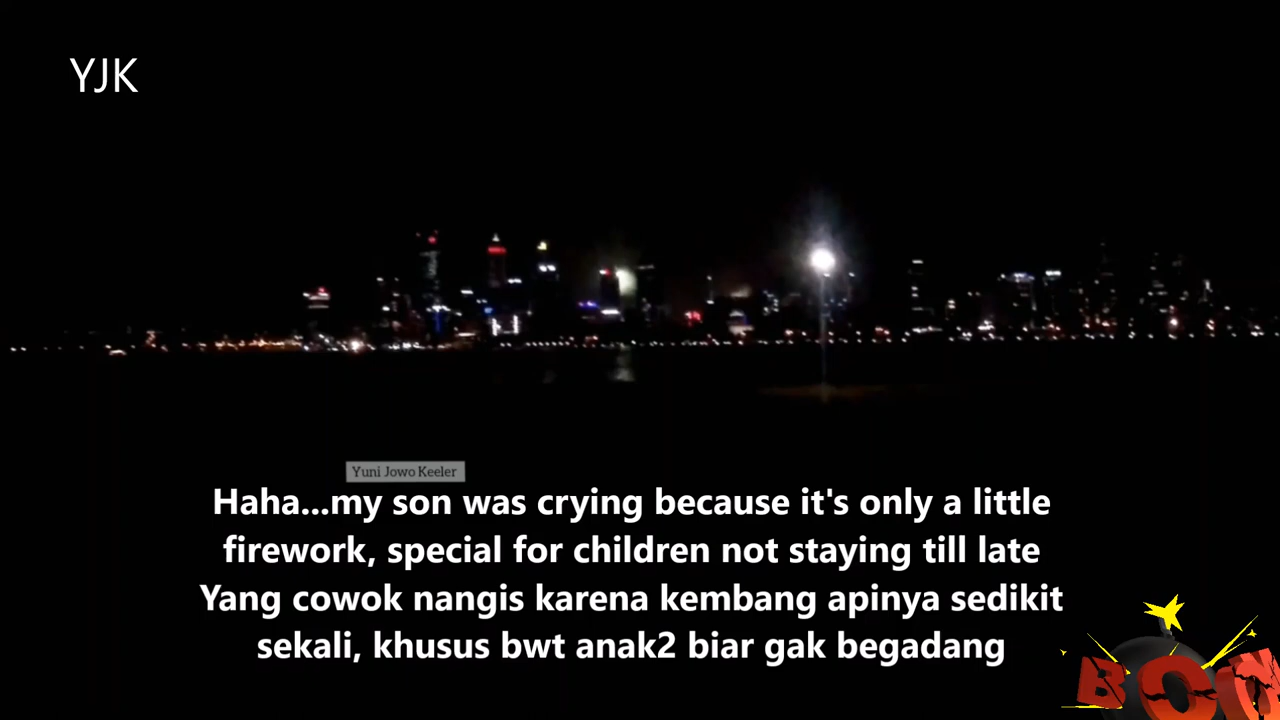 YJK
Yuni Jowo Keeler
Haha...my son was crying because it's only a little
firework, special for children not staying till late
Yang cowok nangis karena kembang apinya sedikit
sekali, khusus bwt anak2 biar gak begadang
BOO